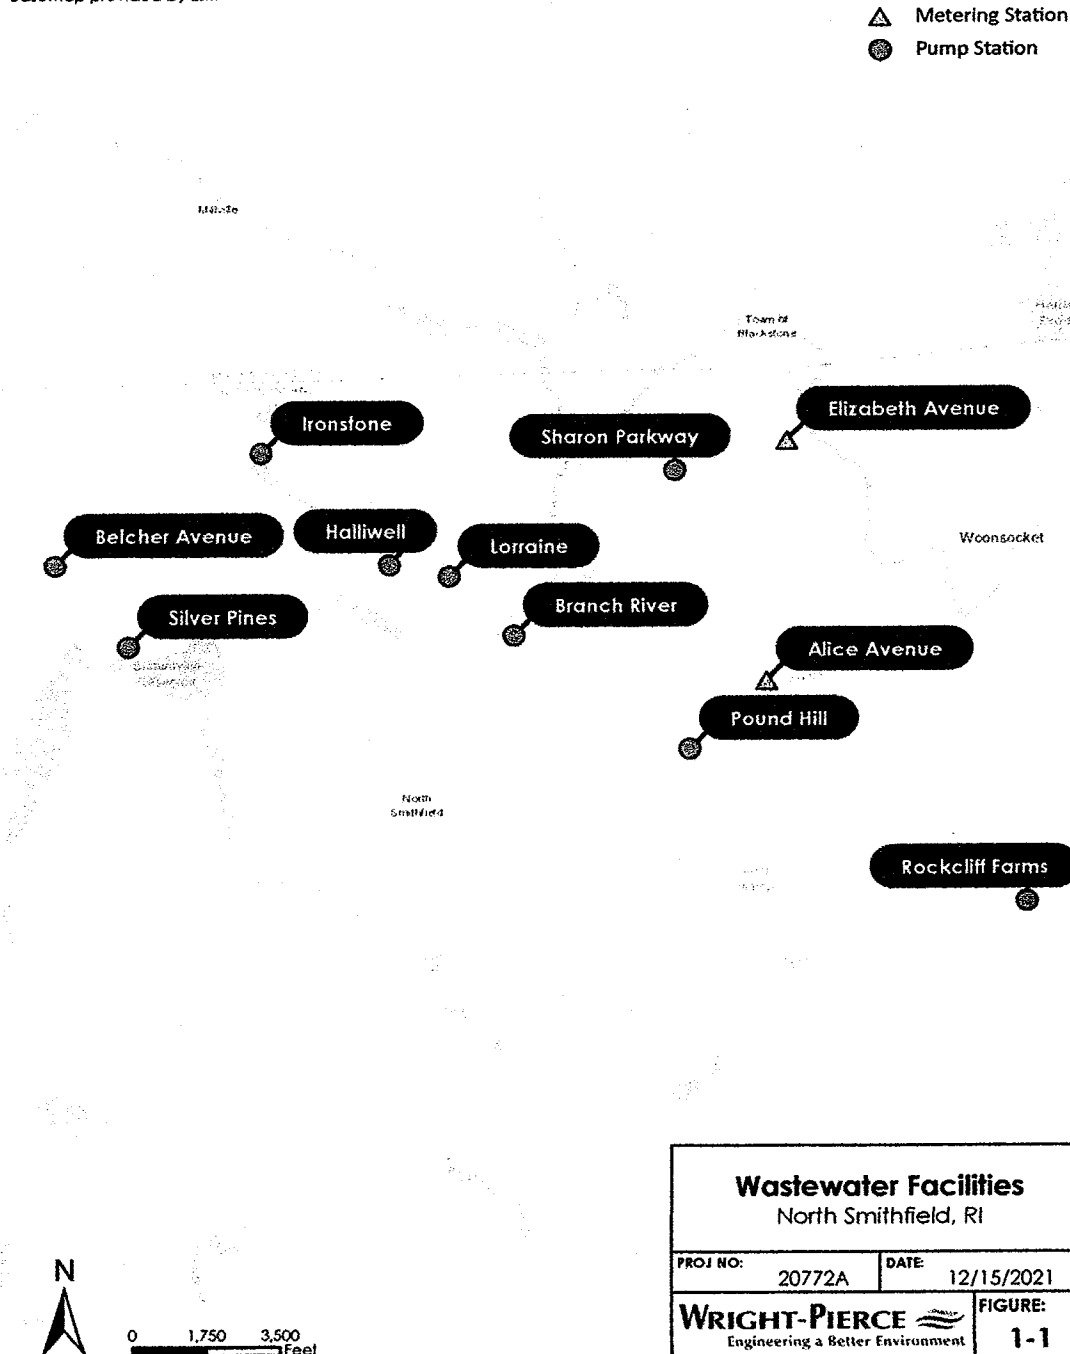 Metering Station
Pump Station
Town of
Blackstone
Elizabeth Avenue
Ironstone
Sharon Parkway
Belcher Avenue
Halliwell
Lorraine
Woonsocket
Branch River
Silver Pines
Alice Avenue
Pound Hill
North
Smithfield
Rockcliff Farms
Wastewater Facilities
North Smithfield, RI
PROJ NO: 20772A
DATE: 12/15/2021
WRIGHT-PIERCE
Engineering a Better Environment
FIGURE:
1-1
N
0 1,750 3,500
Feet